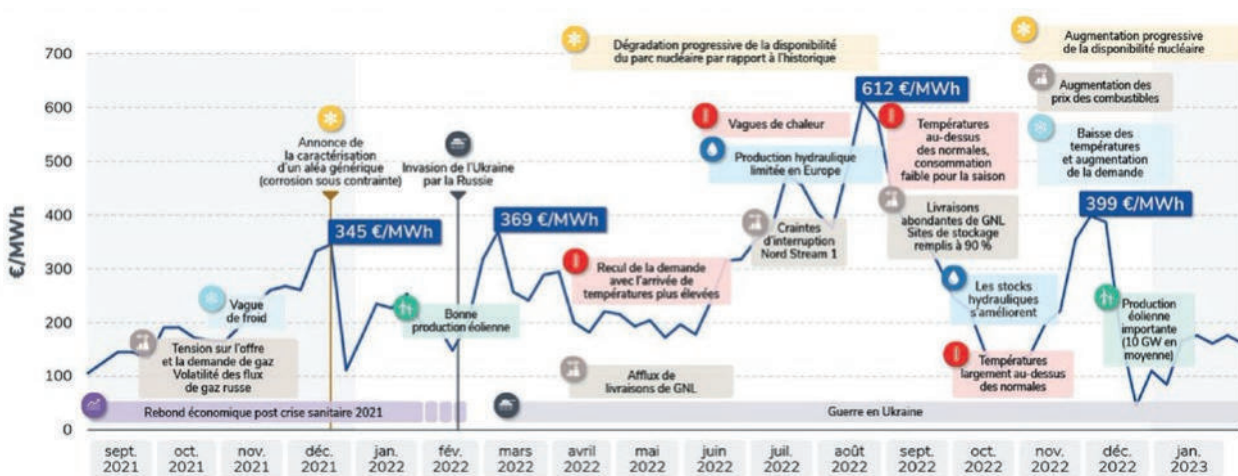 €/MWh
700
600
500
400
300
200
100
0
Dégradation progressive de la disponibilité
du parc nucléaire par rapport à l'historique
Augmentation progressive
de la disponibilité nucléaire
612 €/MWh
Augmentation des
prix des combustibles
Annonce de
la caractérisation
d'un aléa générique
(corrosion sous contrainte)
Invasion de l'Ukraine
par la Russie
Vagues de chaleur
Production hydraulique
limitée en Europe
Températures
au-dessus
des normales,
consommation
faible pour la saison
Baisse des
températures
et augmentation
de la demande
345 €/MWh
369 €/MWh
Craintes
d'interruption
Nord Stream 1
Livraisons
abondantes de GNL
Sites de stockage
remplis à 90 %
399 €/MWh
Vague
de froid
Bonne
production éolienne
Recul de la demande
avec l'arrivée de
températures plus élevées
Les stocks
hydrauliques
s'améliorent
Production
éolienne
importante
(10 GW en
moyenne)
Tension sur l'offre
et la demande de gaz
Volatilité des flux
de gaz russe
Afflux de
livraisons de GNL
Températures
largement au-dessus
des normales
Rebond économique post crise sanitaire 2021
Guerre en Ukraine
sept.
2021
oct.
2021
nov.
2021
déc.
2021
jan.
2022
fév.
2022
mars
2022
avril
2022
mai
2022
juin
2022
juil.
2022
août
2022
sept.
2022
oct.
2022
nov.
2022
déc.
2022
jan.
2023